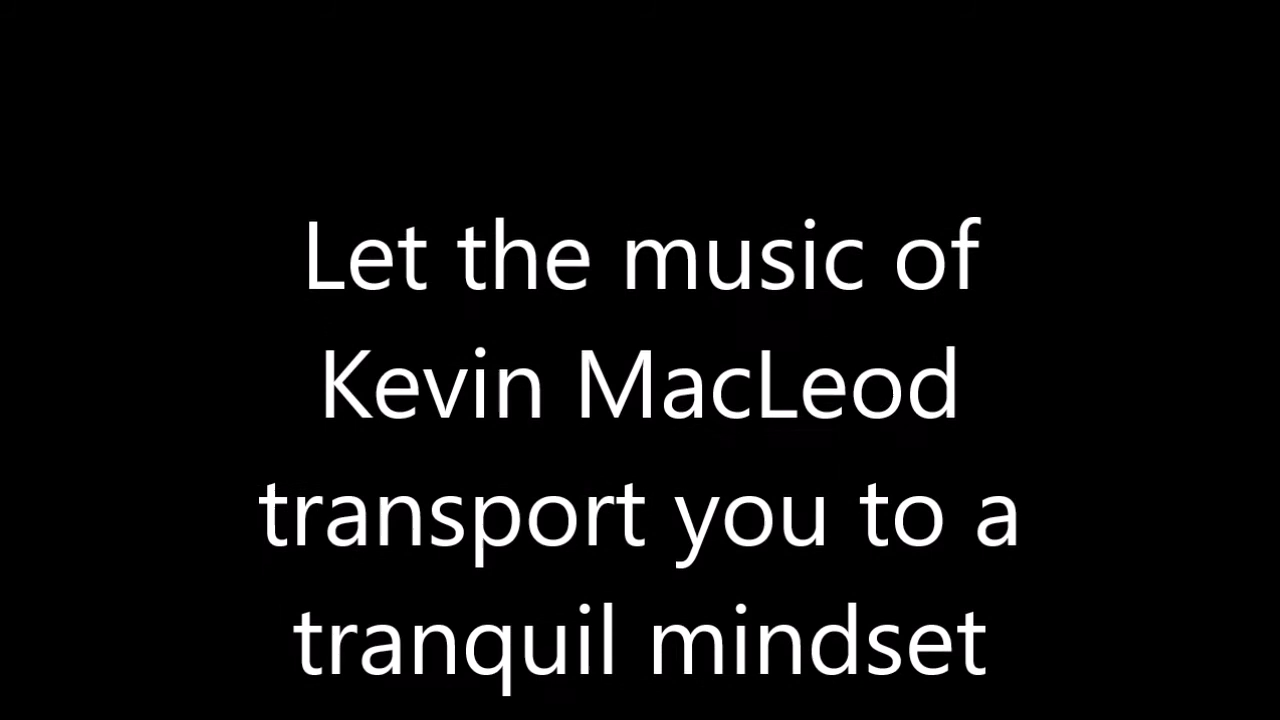 Let the music of
Kevin MacLeod
transport you to a
tranquil mindset